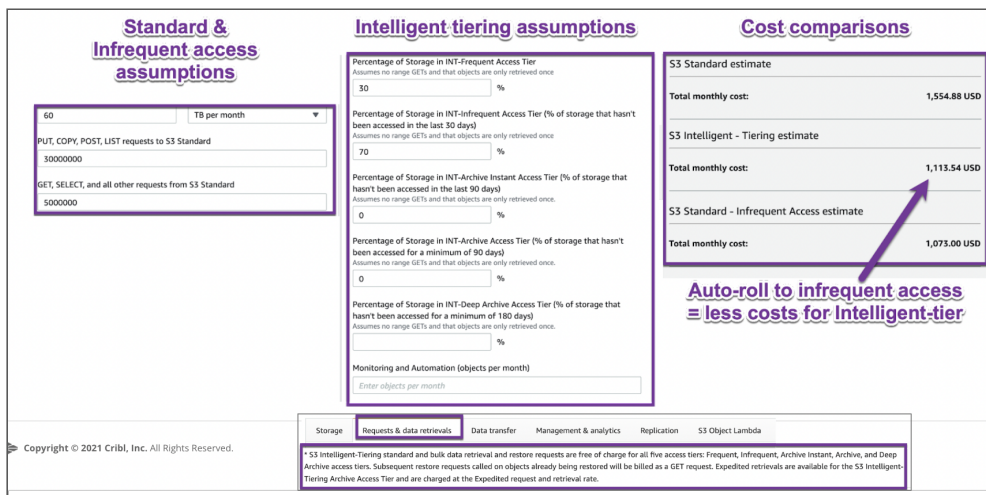 Standard &
Infrequent access
assumptions
60
TB per month
PUT, COPY, POST, LIST requests to S3 Standard
30000000
GET, SELECT, and all other requests from S3 Standard
5000000
Intelligent tiering assumptions
Percentage of Storage in INT-Frequent Access Tier
Assumes no range GETs and that objects are only retrieved once
30
%
Percentage of Storage in INT-Infrequent Access Tier (% of storage that hasn't
been accessed in the last 30 days)
Assumes no range GETs and that objects are only retrieved once
70
%
Percentage of Storage in INT-Archive Instant Access Tier (% of storage that
hasn't been accessed in the last 90 days)
Assumes no range GETs and that objects are only retrieved once.
0
%
Percentage of Storage in INT-Archive Access Tier (% of storage that hasn't
been accessed for a minimum of 90 days)
Assumes no range GETs and that objects are only retrieved once.
0
%
Percentage of Storage in INT-Deep Archive Access Tier (% of storage that
hasn't been accessed for a minimum of 180 days)
Assumes no range GETs and that objects are only retrieved once.
%
Monitoring and Automation (objects per month)
Enter objects per month
Cost comparisons
S3 Standard estimate
Total monthly cost: 1,554.88 USD
S3 Intelligent - Tiering estimate
Total monthly cost: 1,113.54 USD
S3 Standard - Infrequent Access estimate
Total monthly cost: 1,073.00 USD
Auto-roll to infrequent access
= less costs for Intelligent-tier
Copyright © 2021 Cribl, Inc. All Rights Reserved.
Storage Requests & data retrievals Data transfer Management & analytics Replication S3 Object Lambda
* S3 Intelligent-Tiering standard and bulk data retrieval and restore requests are free of charge for all five access tiers: Frequent, Infrequent, Archive Instant, Archive, and Deep
Archive access tiers. Subsequent restore requests called on objects already being restored will be billed as a GET request. Expedited retrievals are available for the S3 Intelligent-
Tiering Archive Access Tier and are charged at the Expedited request and retrieval rate.